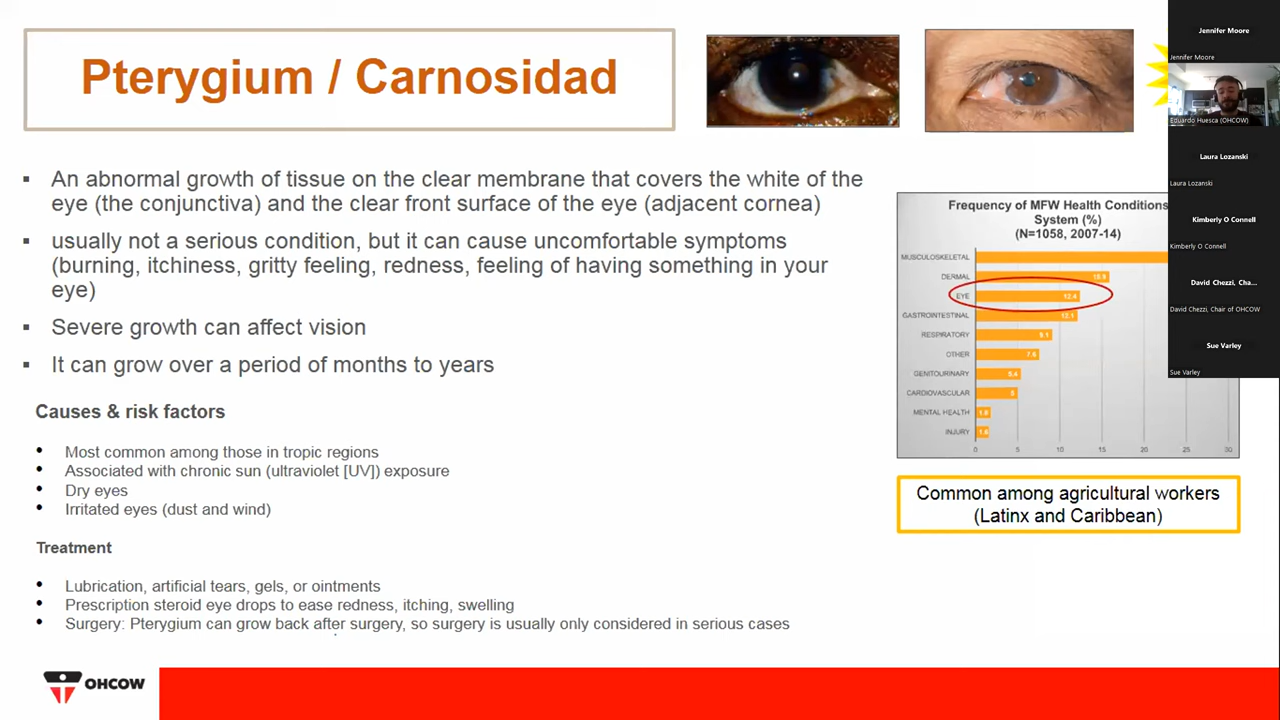 Pterygium / Carnosidad
An abnormal growth of tissue on the clear membrane that covers the white of the
eye (the conjunctiva) and the clear front surface of the eye (adjacent cornea)
usually not a serious condition, but it can cause uncomfortable symptoms
(burning, itchiness, gritty feeling, redness, feeling of having something in your
eye)
Severe growth can affect vision
It can grow over a period of months to years
Causes & risk factors
Most common among those in tropic regions
Associated with chronic sun (ultraviolet [UV]) exposure
Dry eyes
Irritated eyes (dust and wind)
Treatment
Lubrication, artificial tears, gels, or ointments
Prescription steroid eye drops to ease redness, itching, swelling
Surgery: Pterygium can grow back after surgery, so surgery is usually only considered in serious cases
Frequency of MFW Health Conditions
System (%)
(N=1058, 2007-14)
MUSCULOSKELETAL
DERMAL 15.8
EYE 12.4
GASTROINTESTINAL 12.1
RESPIRATORY 9.1
OTHER 7.6
GENITOURINARY 5.4
CARDIOVASCULAR 5
MENTAL HEALTH 1.8
INJURY 1.6
0 5 10 15 20 25 30
Common among agricultural workers
(Latinx and Caribbean)
Jennifer Moore
Jennifer Moore
Eduardo Huesca (OHCOW)
Laura Lozanski
Laura Lozanski
Kimberly O Connell
Kimberly O Connell
David Chezzi, Cha...
David Chezzi, Chair of OHCOW
Sue Varley
Sue Varley
OHCOW